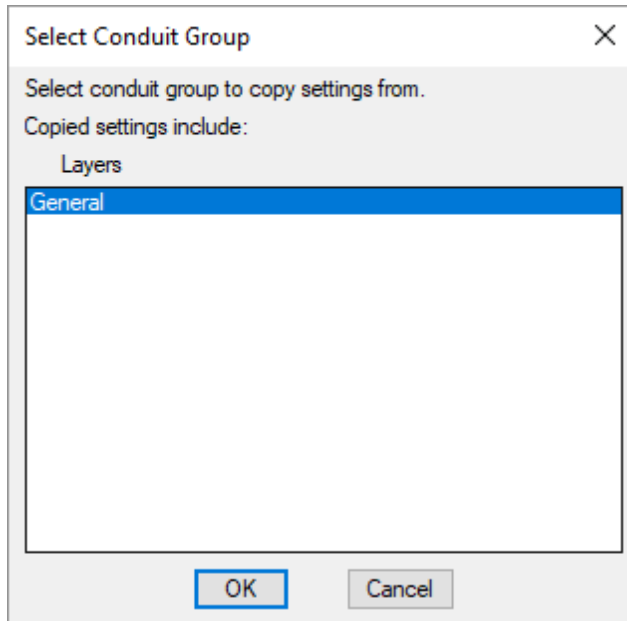 Select Conduit Group
Select conduit group to copy settings from.
Copied settings include:
Layers
General
OK
Cancel